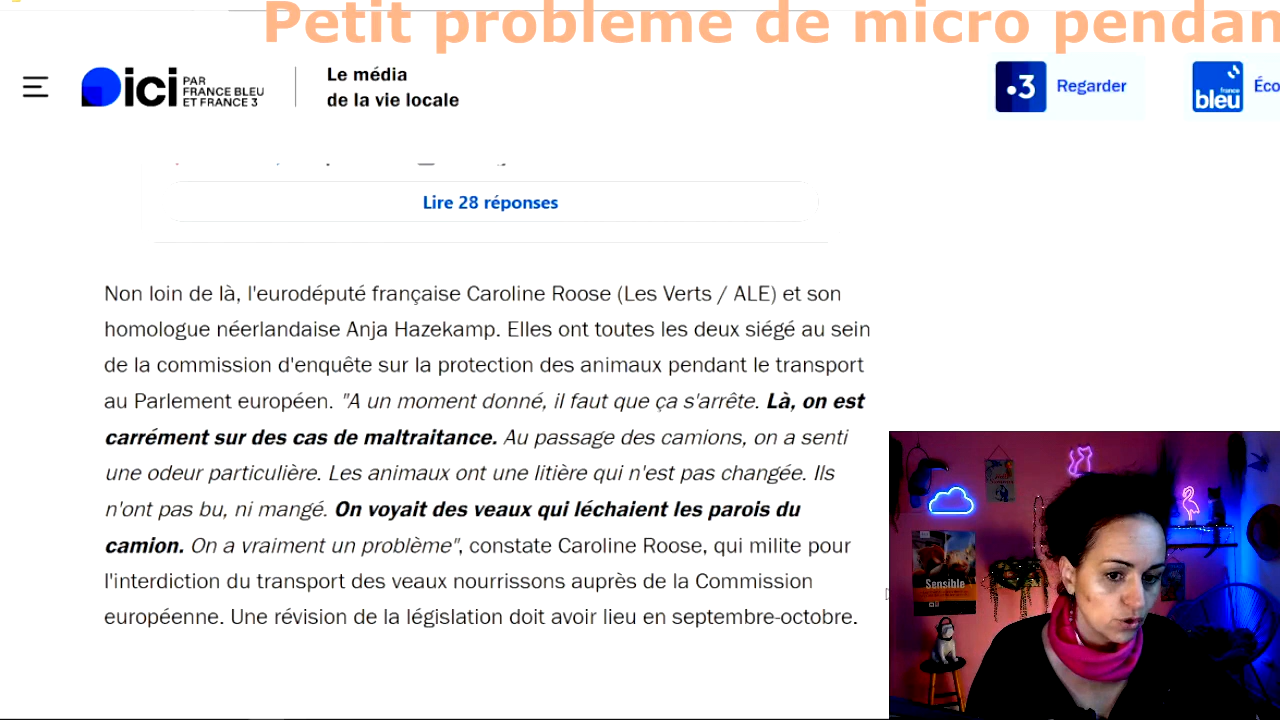 Petit problème de micro pendan
ici
PAR
FRANCE BLEU
ET FRANCE 3
Le média
de la vie locale
.3
Regarder
france
bleu
Éco
Lire 28 réponses
Non loin de là, l'eurodéputé française Caroline Roose (Les Verts / ALE) et son
homologue néerlandaise Anja Hazekamp. Elles ont toutes les deux siégé au sein
de la commission d'enquête sur la protection des animaux pendant le transport
au Parlement européen. "A un moment donné, il faut que ça s'arrête. Là, on est
carrément sur des cas de maltraitance. Au passage des camions, on a senti
une odeur particulière. Les animaux ont une litière qui n'est pas changée. Ils
n'ont pas bu, ni mangé. On voyait des veaux qui léchaient les parois du
camion. On a vraiment un problème", constate Caroline Roose, qui milite pour
l'interdiction du transport des veaux nourrissons auprès de la Commission
européenne. Une révision de la législation doit avoir lieu en septembre-octobre.
Sensible